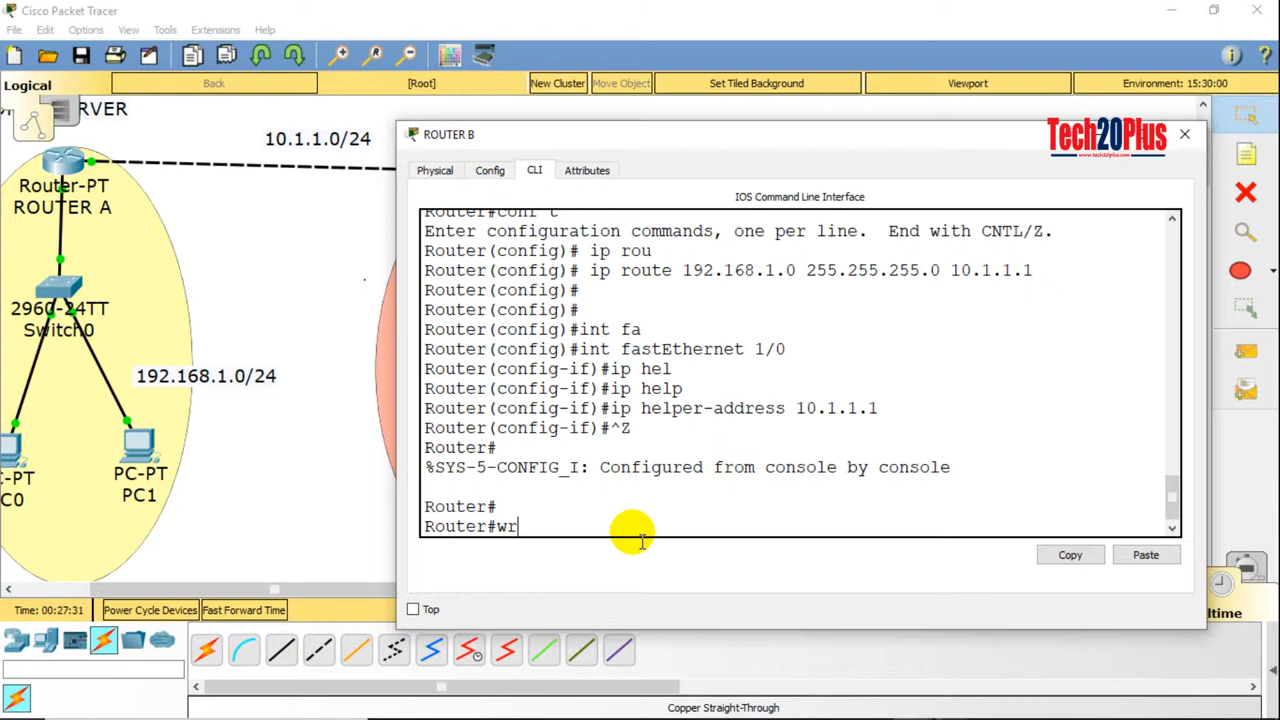 Cisco Packet Tracer
File Edit Options View Tools Extensions Help
Logical Back [Root] New Cluster Move Object Set Tiled Background Viewport Environment: 15:30:00
RVER
10.1.1.0/24
Router-PT
ROUTER A
2960-24TT
Switch0
192.168.1.0/24
PC-PT
PC1
-PT
C0
ROUTER B
Tech20Plus
www.tech20plus.com
Physical Config CLI Attributes
IOS Command Line Interface
Router#conf t
Enter configuration commands, one per line. End with CNTL/Z.
Router(config)# ip rou
Router(config)# ip route 192.168.1.0 255.255.255.0 10.1.1.1
Router(config)#
Router(config)#
Router(config)#int fa
Router(config)#int fastEthernet 1/0
Router(config-if)#ip hel
Router(config-if)#ip help
Router(config-if)#ip helper-address 10.1.1.1
Router(config-if)#^Z
Router#
%SYS-5-CONFIG_I: Configured from console by console
Router#
Router#wr
Copy Paste
Top
Time: 00:27:31 Power Cycle Devices Fast Forward Time
ltime
Copper Straight-Through